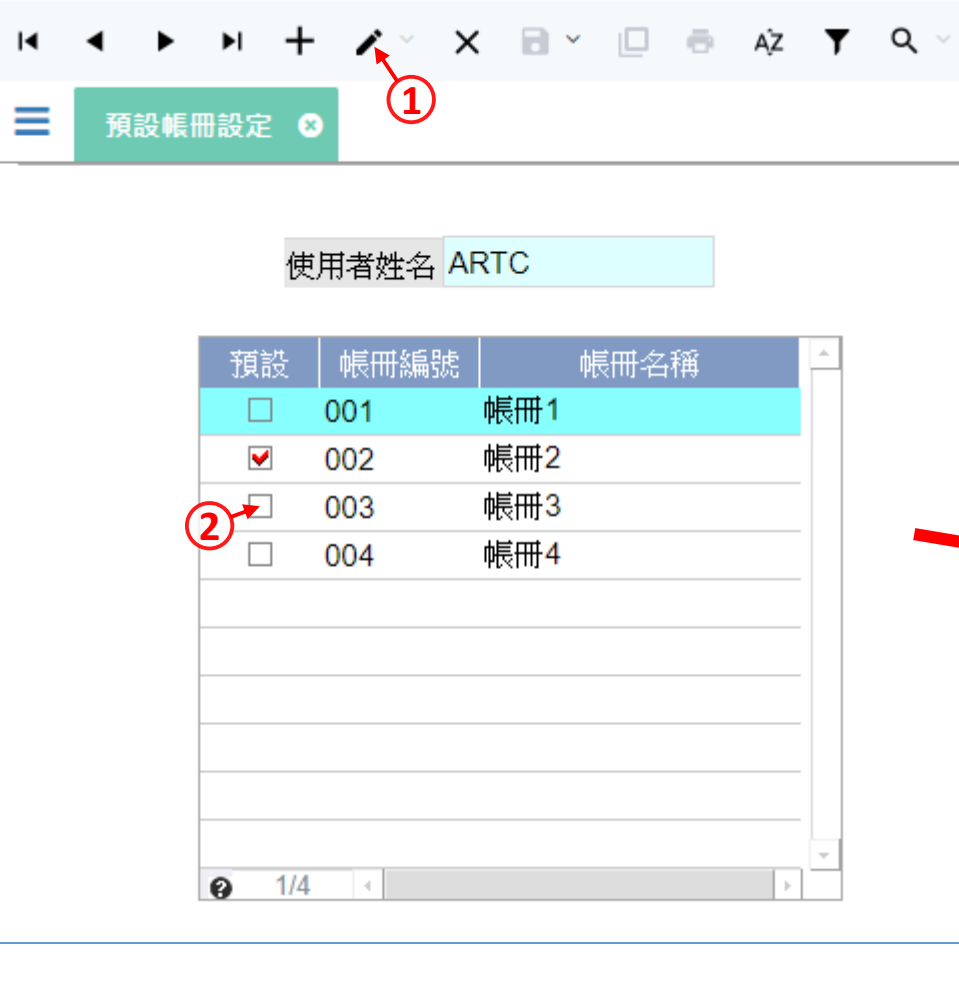 AZ
①
預設帳冊設定
使用者姓名 ARTC
預設 帳冊編號 帳冊名稱
001 帳冊1
002 帳冊2
② 003 帳冊3
004 帳冊4
? 1/4